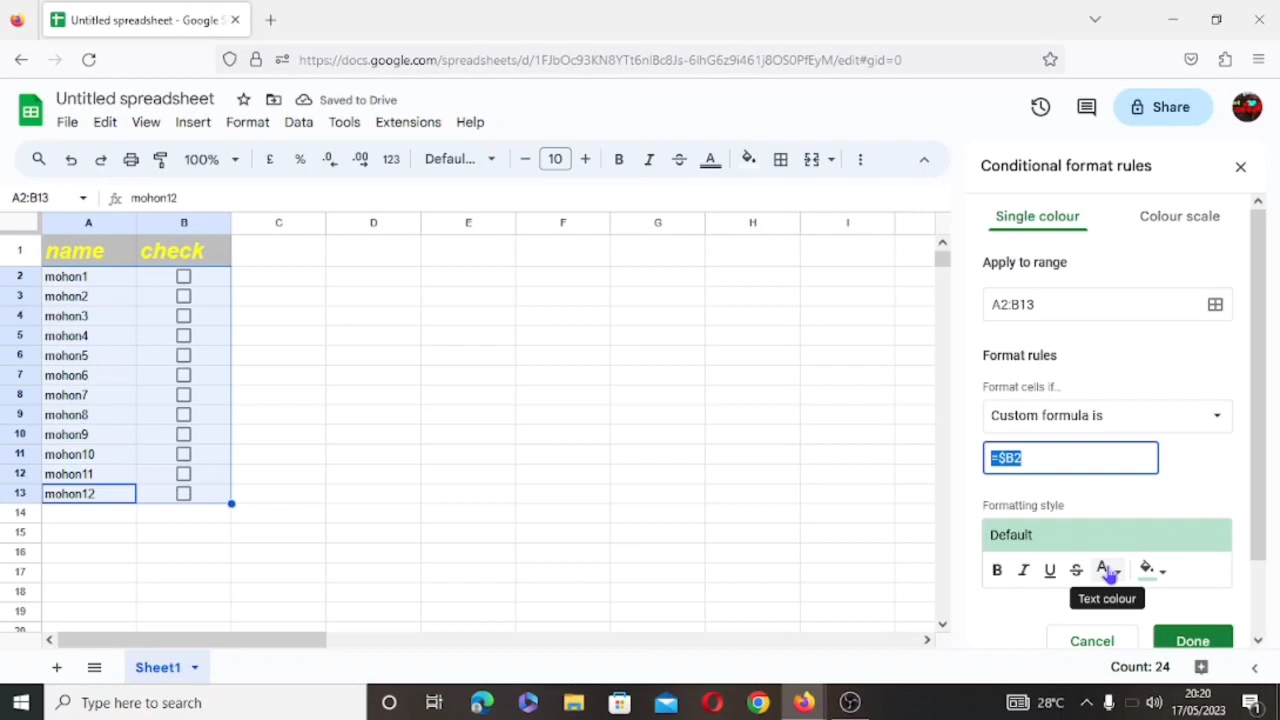 Untitled spreadsheet - Google S
https://docs.google.com/spreadsheets/d/1FJbOc93KN8YTt6nIBc8Js-6IhG6z9i461j8OS0PfEyM/edit#gid=0
Untitled spreadsheet
Saved to Drive
File Edit View Insert Format Data Tools Extensions Help
Share
100% £ % .0 .00 123 Defaul... 10 B I A
A2:B13 fx mohon12
A B C D E F G H I
1 name check
2 mohon1
3 mohon2
4 mohon3
5 mohon4
6 mohon5
7 mohon6
8 mohon7
9 mohon8
10 mohon9
11 mohon10
12 mohon11
13 mohon12
14
15
16
17
18
19
20
Conditional format rules
Single colour Colour scale
Apply to range
A2:B13
Format rules
Format cells if...
Custom formula is
=$B2
Formatting style
Default
B I U S A
Text colour
Cancel Done
Sheet1
Count: 24
Type here to search
28°C
20:20
17/05/2023